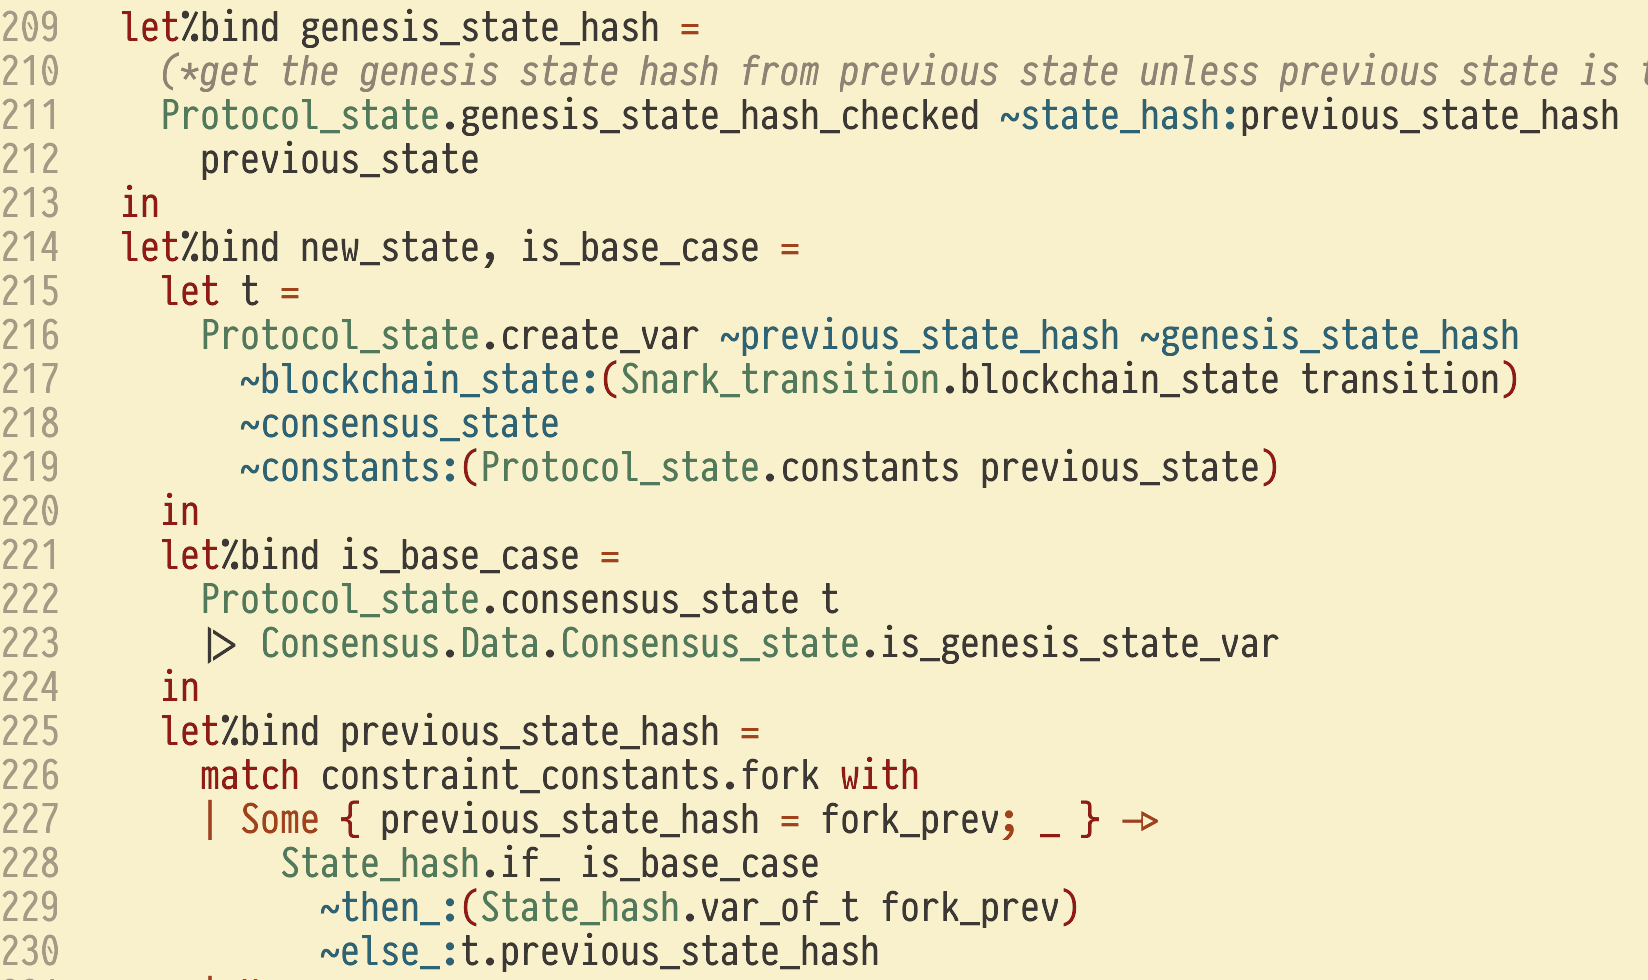 209 let%bind genesis_state_hash =
210 (*get the genesis state hash from previous state unless previous state is
211 Protocol_state.genesis_state_hash_checked ~state_hash:previous_state_hash
212 previous_state
213 in
214 let%bind new_state, is_base_case =
215 let t =
216 Protocol_state.create_var ~previous_state_hash ~genesis_state_hash
217 ~blockchain_state:(Snark_transition.blockchain_state transition)
218 ~consensus_state
219 ~constants:(Protocol_state.constants previous_state)
220 in
221 let%bind is_base_case =
222 Protocol_state.consensus_state t
223 |> Consensus.Data.Consensus_state.is_genesis_state_var
224 in
225 let%bind previous_state_hash =
226 match constraint_constants.fork with
227 | Some { previous_state_hash = fork_prev; _ } ->
228 State_hash.if_ is_base_case
229 ~then_:(State_hash.var_of_t fork_prev)
230 ~else_:t.previous_state_hash